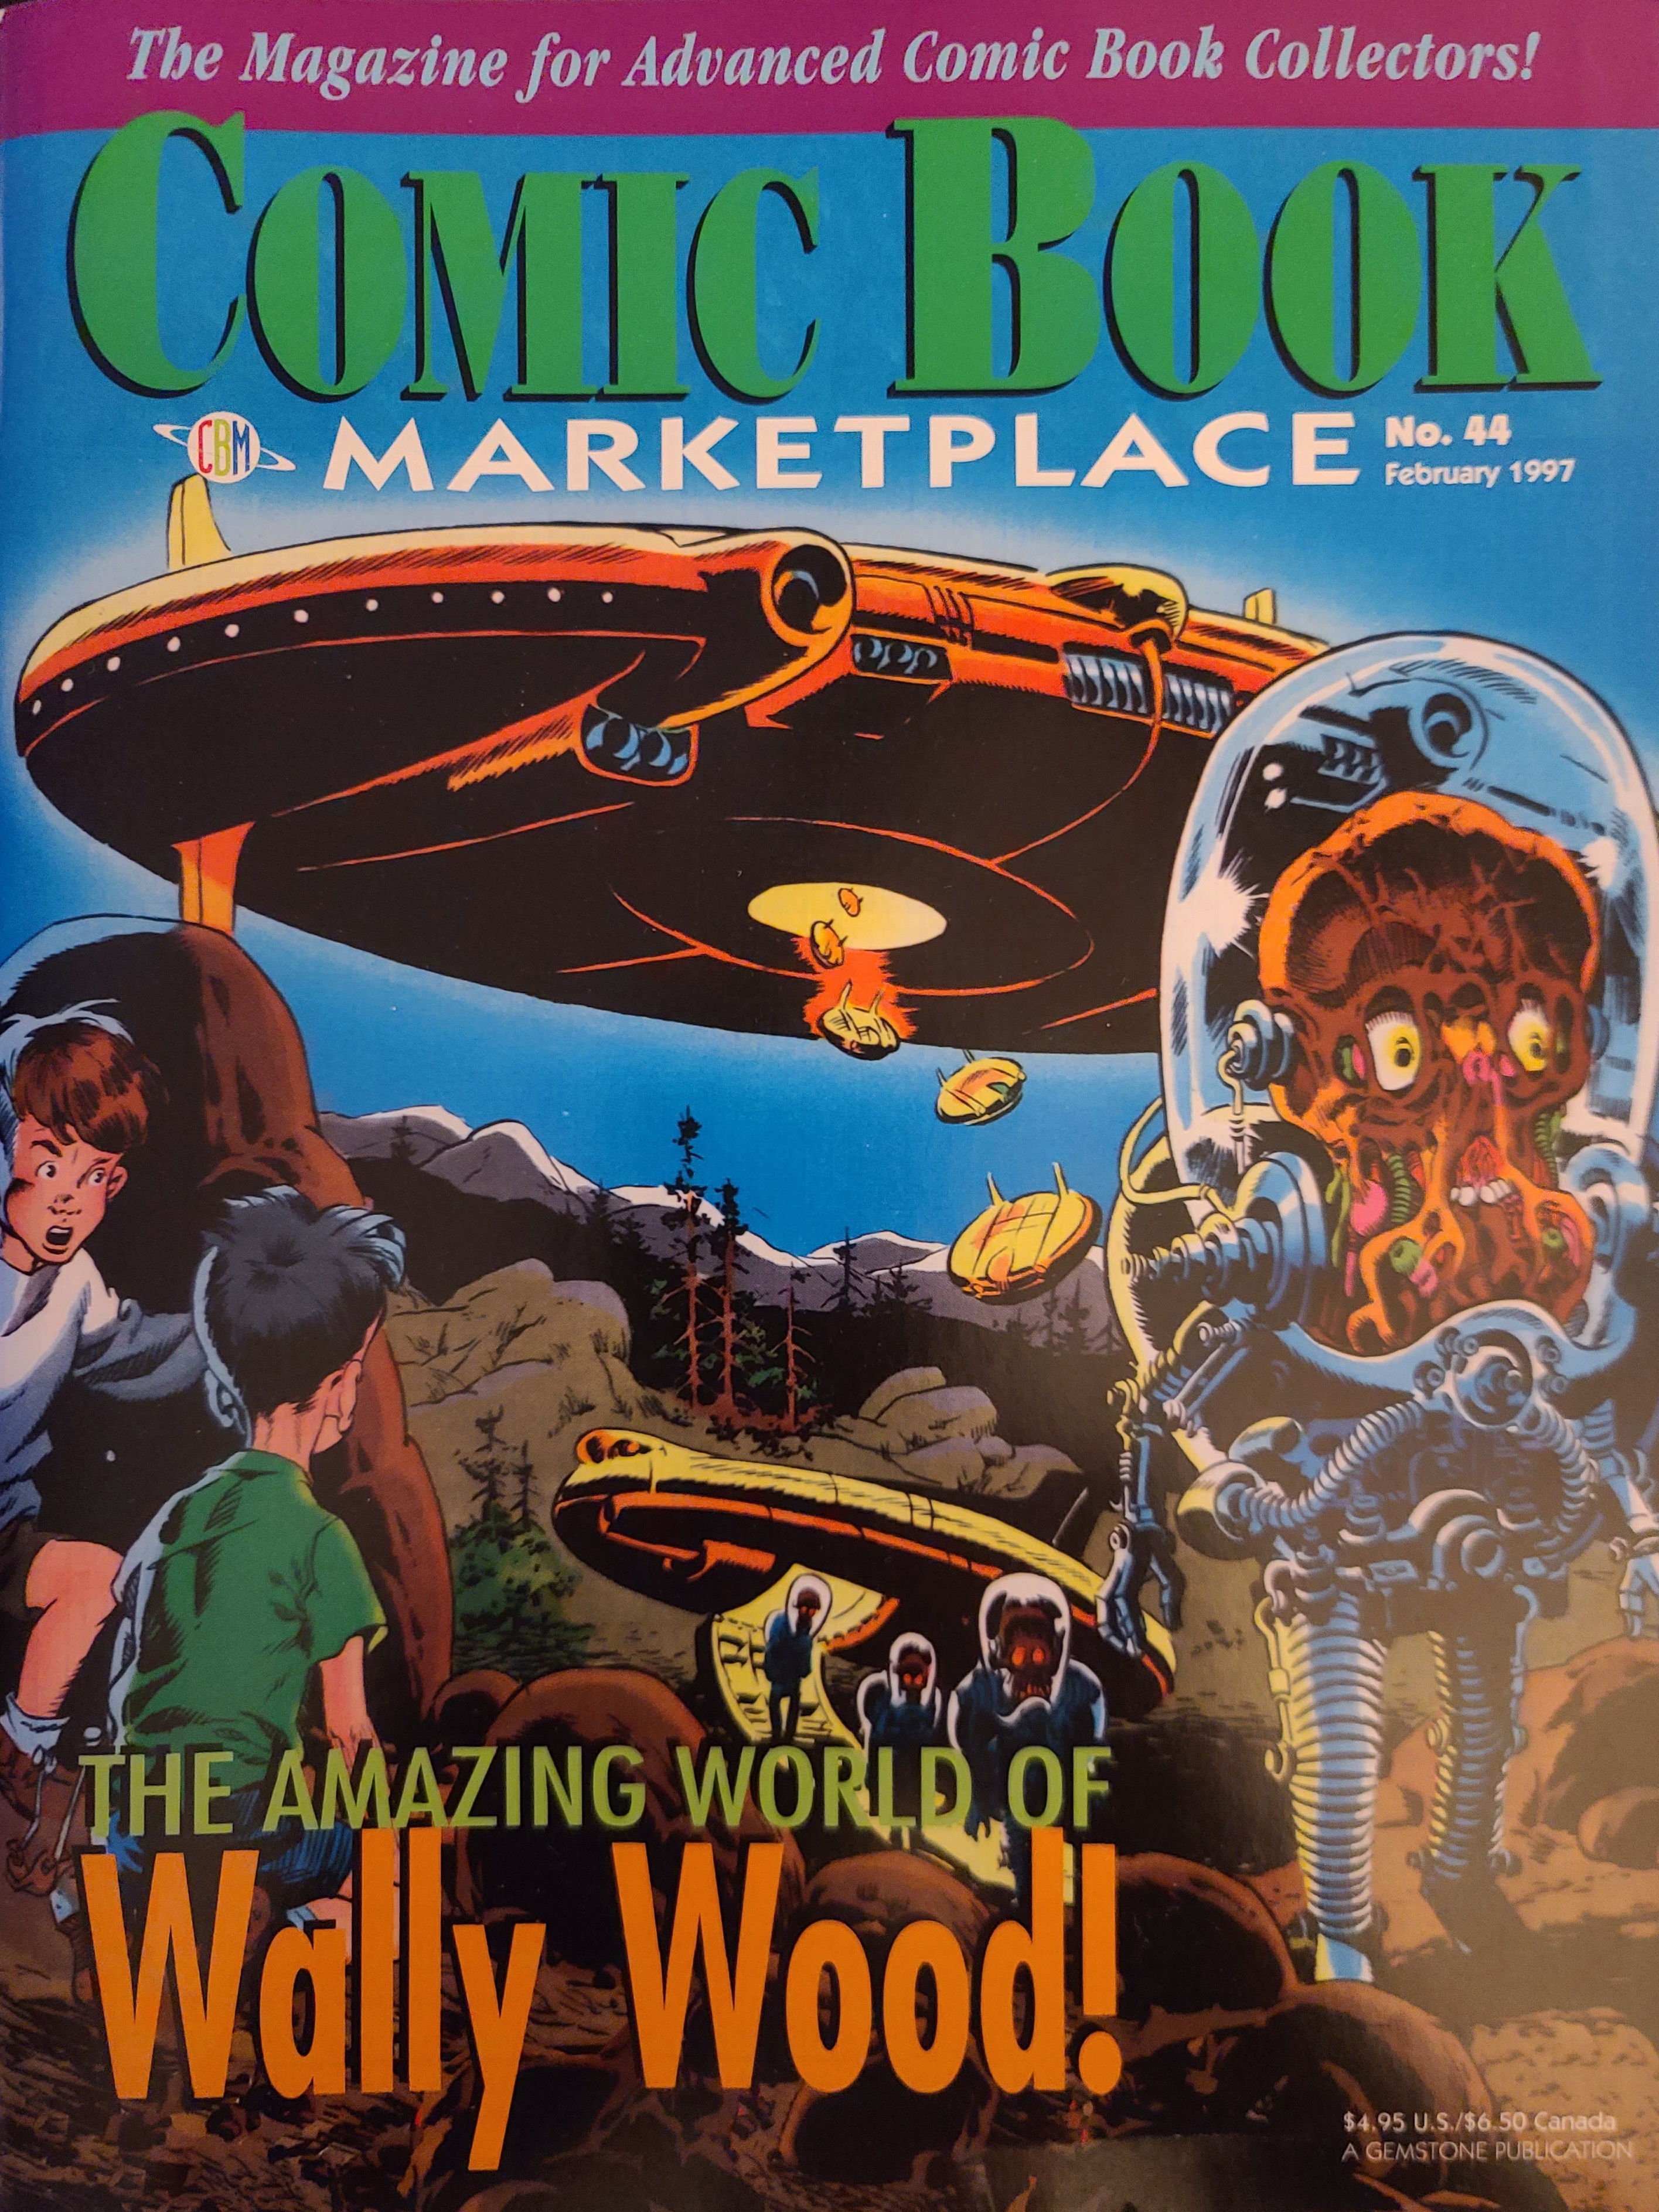 The Magazine for Advanced Comic Book Collectors!
COMIC BOOK
CBM MARKETPLACE No. 44
February 1997
THE AMAZING WORLD OF
Wally Wood!
$4.95 U.S./$6.50 Canada
A GEMSTONE PUBLICATION